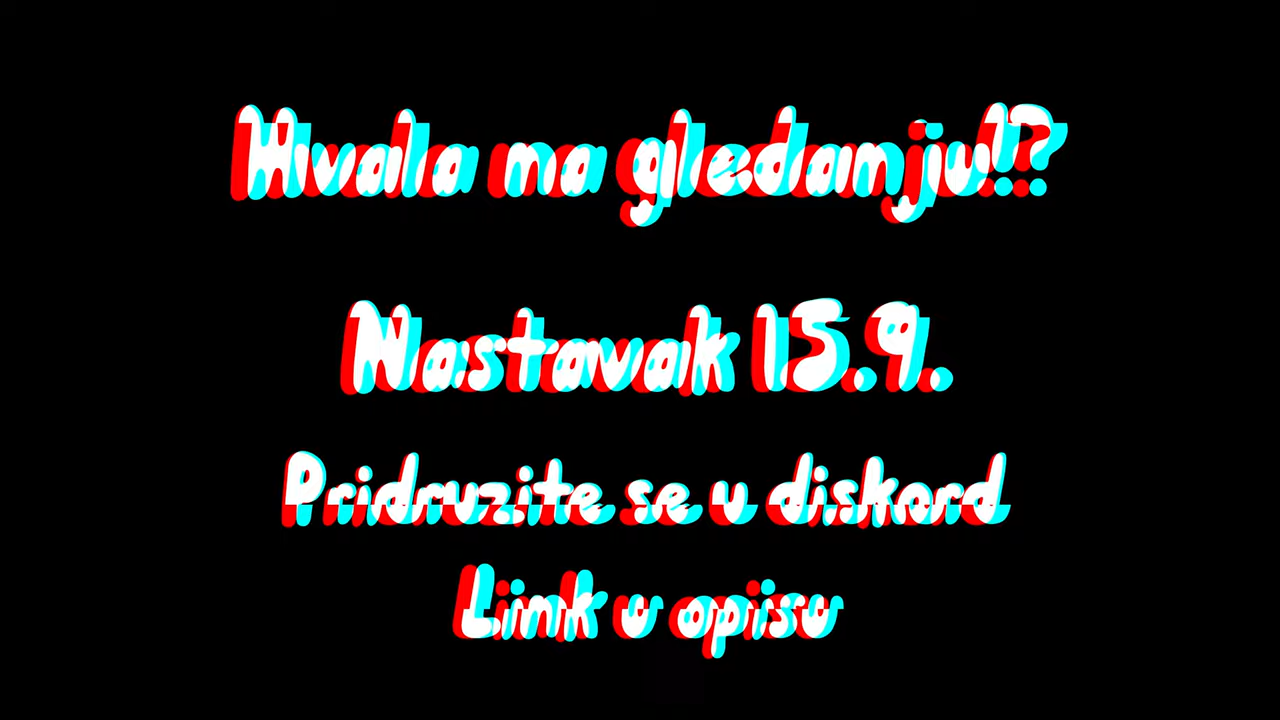 Hvala na gledanju!?
Nastavak 15.9.
Pridruzite se u diskord
Link u opisu